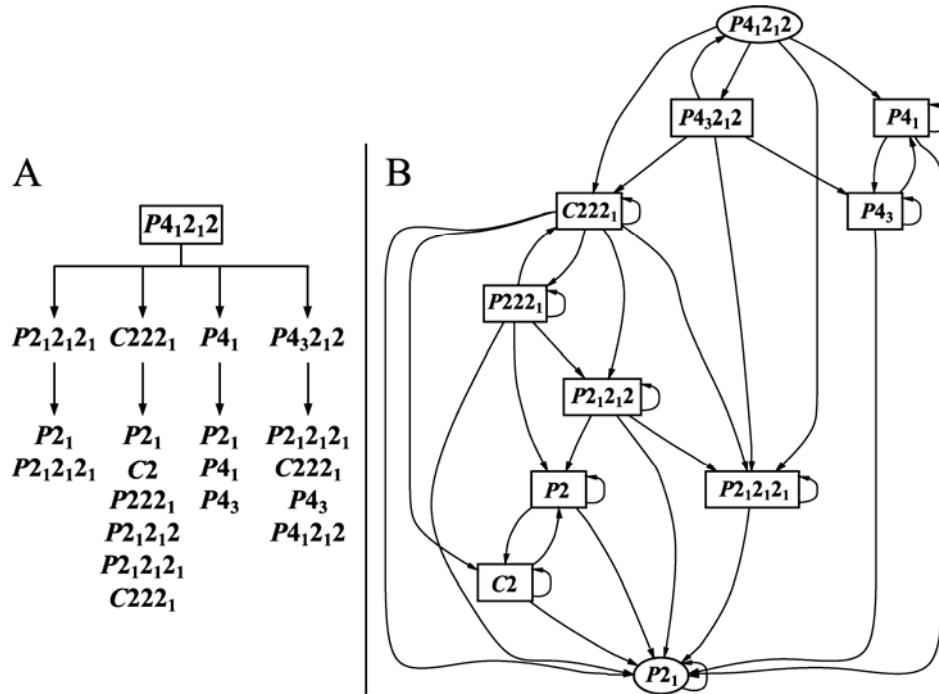 A
P4₁2₁2
P2₁2₁2₁ C222₁ P4₁ P4₃2₁2
P2₁ P2₁ P2₁ P2₁2₁2₁
P2₁2₁2₁ C2 P4₁ C222₁
P222₁ P4₃ P4₃
P2₁2₁2 P4₁2₁2
P2₁2₁2₁
C222₁
B
P4₁2₁2
P4₃2₁2 P4₁
C222₁ P4₃
P222₁
P2₁2₁2
P2 P2₁2₁2₁
C2
P2₁